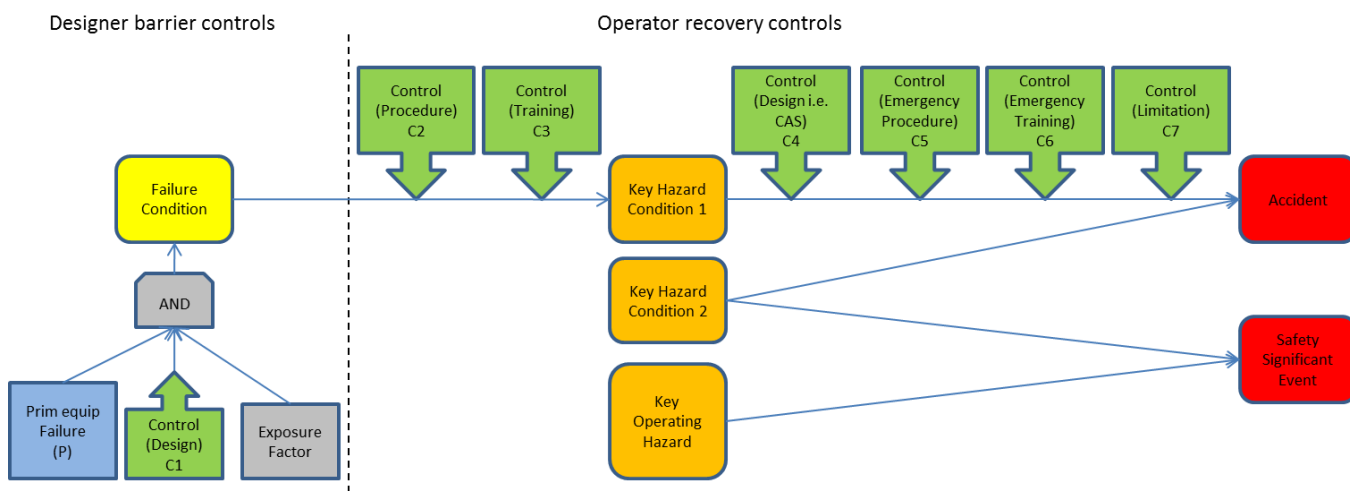 Designer barrier controls
Operator recovery controls
Control
(Procedure)
C2
Control
(Training)
C3
Control
(Design i.e.
CAS)
C4
Control
(Emergency
Procedure)
C5
Control
(Emergency
Training)
C6
Control
(Limitation)
C7
Failure
Condition
Key Hazard
Condition 1
Accident
AND
Key Hazard
Condition 2
Safety
Significant
Event
Prim equip
Failure
(P)
Control
(Design)
C1
Exposure
Factor
Key
Operating
Hazard